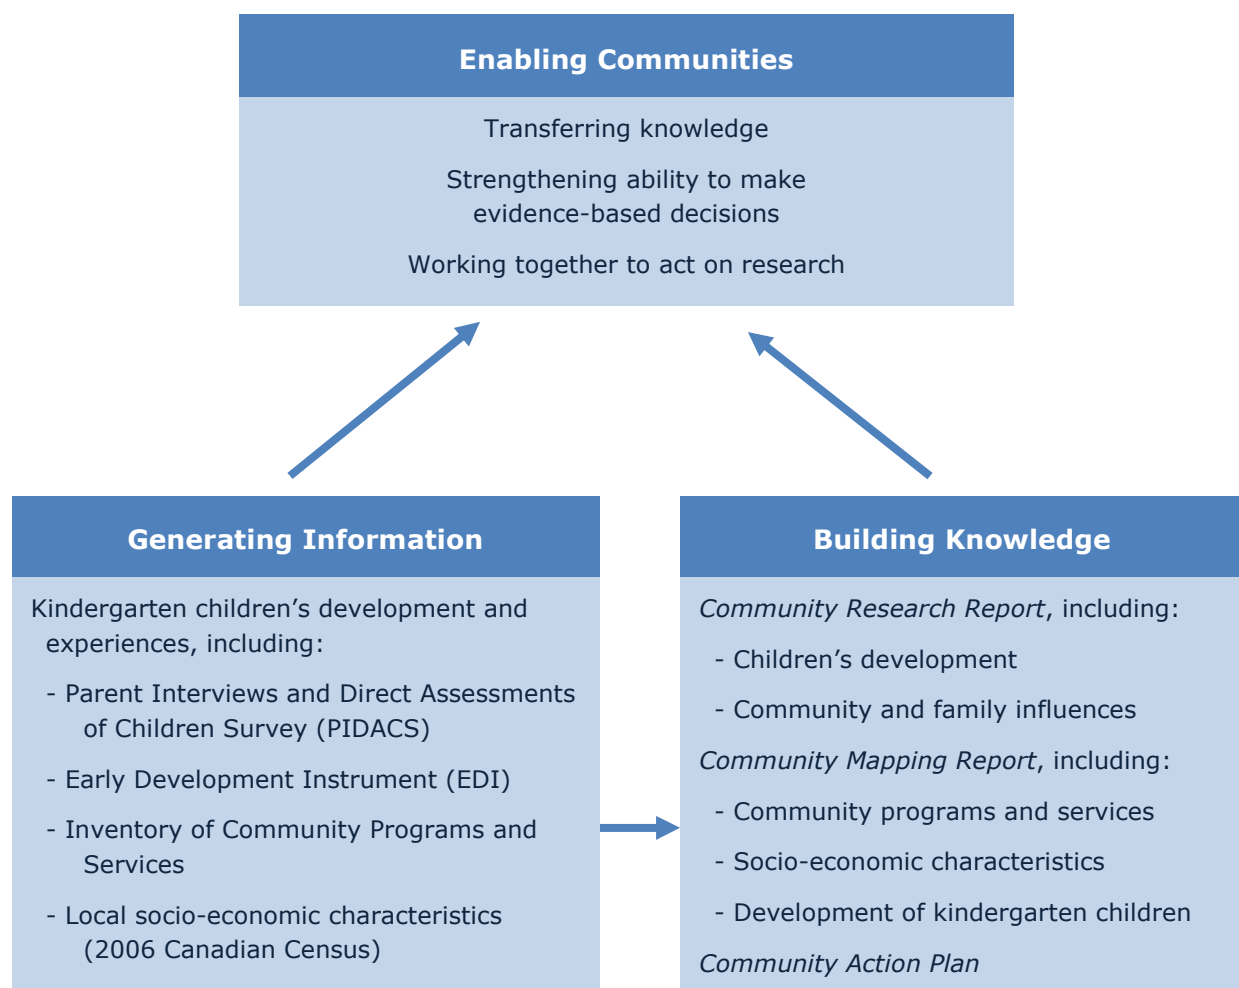 Enabling Communities
Transferring knowledge
Strengthening ability to make
evidence-based decisions
Working together to act on research
Generating Information
Kindergarten children’s development and
experiences, including:
- Parent Interviews and Direct Assessments
of Children Survey (PIDACS)
- Early Development Instrument (EDI)
- Inventory of Community Programs and
Services
- Local socio-economic characteristics
(2006 Canadian Census)
Building Knowledge
Community Research Report, including:
- Children’s development
- Community and family influences
Community Mapping Report, including:
- Community programs and services
- Socio-economic characteristics
- Development of kindergarten children
Community Action Plan